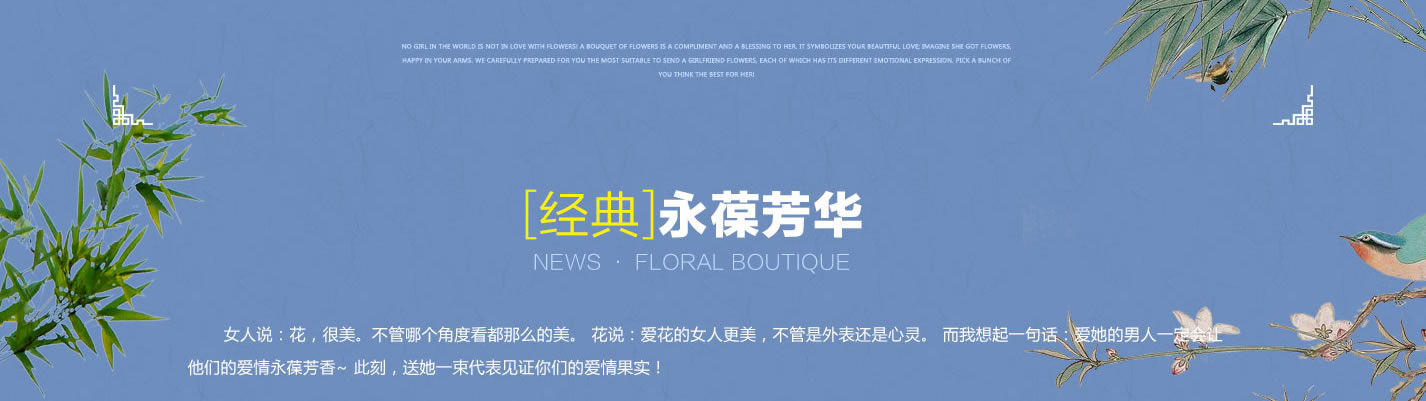 NO GIRL IN THE WORLD IS NOT IN LOVE WITH FLOWERS! A BOUQUET OF FLOWERS IS A COMPLIMENT AND A BLESSING TO HER. IT SYMBOLIZES YOUR BEAUTIFUL LOVE; IMAGINE SHE GOT FLOWERS,
HAPPY IN YOUR ARMS. WE CAREFULLY PREPARED FOR YOU THE MOST SUITABLE TO SEND A GIRLFRIEND FLOWERS, EACH OF WHICH HAS ITS DIFFERENT EMOTIONAL EXPRESSION, PICK A BUNCH OF
YOU THINK THE BEST FOR HER!
[经典]永葆芳华
NEWS · FLORAL BOUTIQUE
女人说：花，很美。不管哪个角度看都那么的美。 花说：爱花的女人更美，不管是外表还是心灵。 而我想起一句话：爱她的男人一定会让
他们的爱情永葆芳香~ 此刻，送她一束代表见证你们的爱情果实！